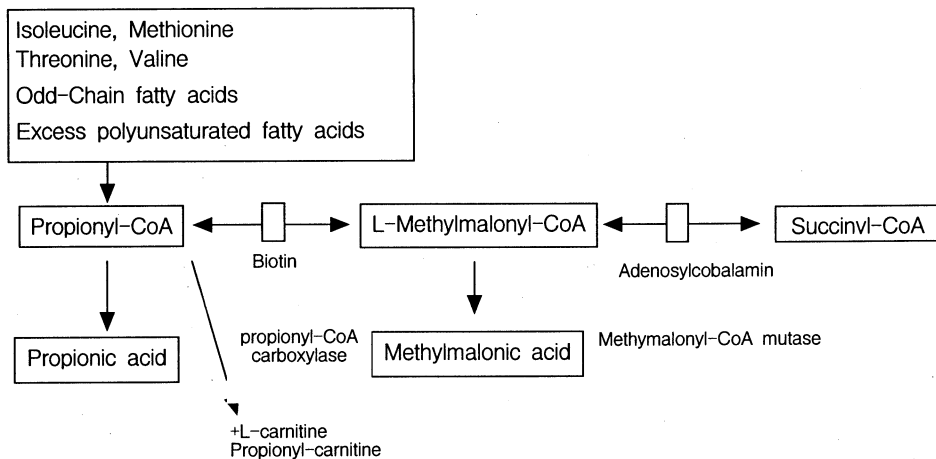 Isoleucine, Methionine
Threonine, Valine
Odd-Chain fatty acids
Excess polyunsaturated fatty acids
Propionyl-CoA
L-Methylmalonyl-CoA
Succinvl-CoA
Biotin
Adenosylcobalamin
propionyl-CoA
carboxylase
Propionic acid
Methylmalonic acid
Methymalonyl-CoA mutase
+L-carnitine
Propionyl-carnitine